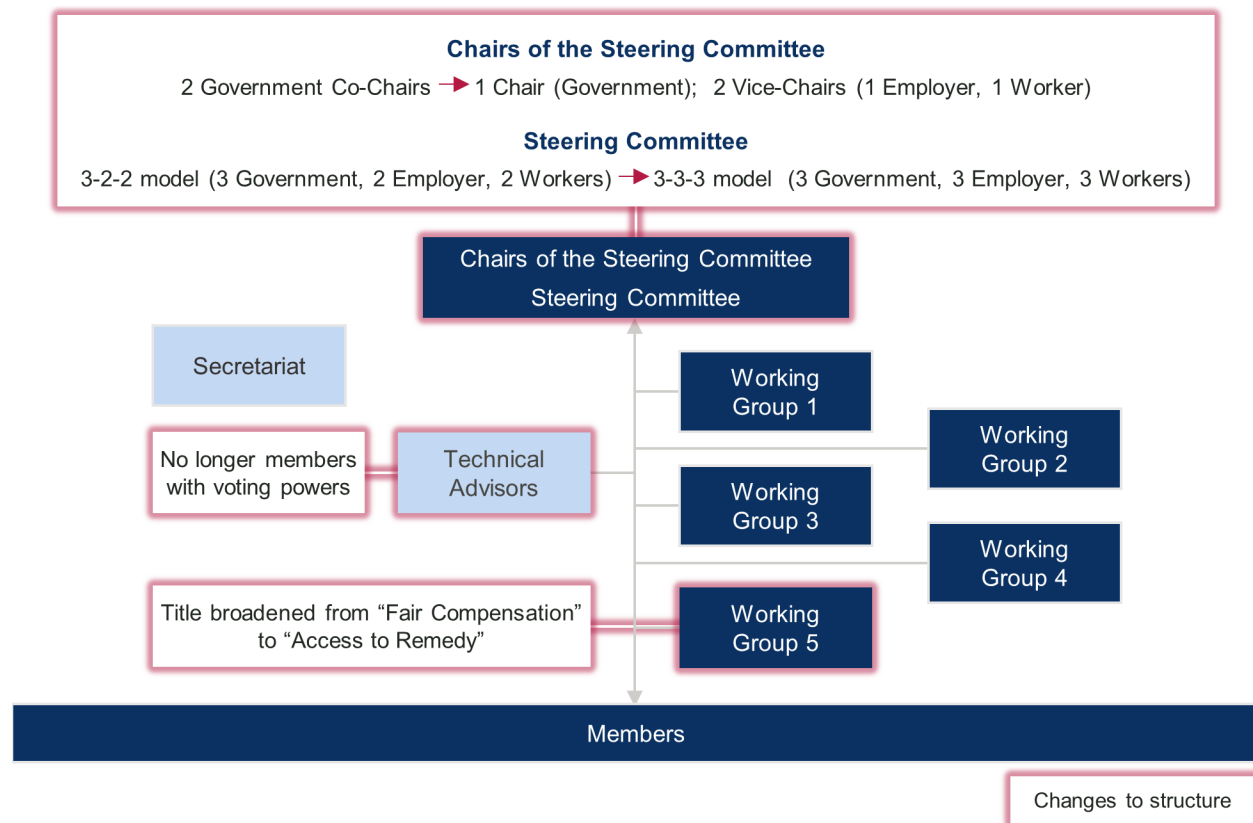 Chairs of the Steering Committee
2 Government Co-Chairs 1 Chair (Government); 2 Vice-Chairs (1 Employer, 1 Worker)
Steering Committee
3-2-2 model (3 Government, 2 Employer, 2 Workers) 3-3-3 model (3 Government, 3 Employer, 3 Workers)
Chairs of the Steering Committee
Steering Committee
Secretariat
Working
Group 1
Working
Group 2
No longer members
with voting powers
Technical
Advisors
Working
Group 3
Working
Group 4
Title broadened from “Fair Compensation”
to “Access to Remedy”
Working
Group 5
Members
Changes to structure